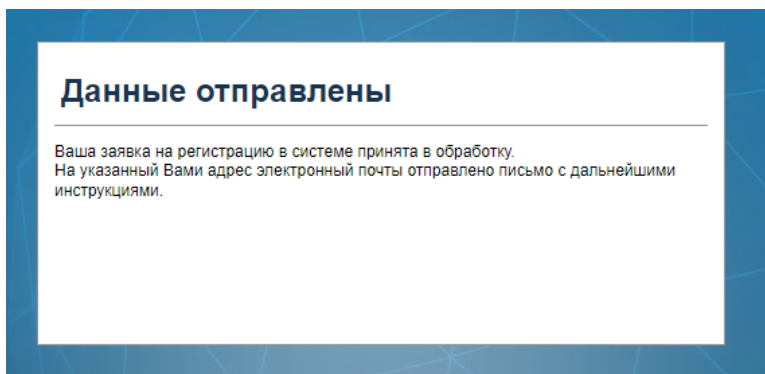 Данные отправлены
Ваша заявка на регистрацию в системе принята в обработку.
На указанный Вами адрес электронный почты отправлено письмо с дальнейшими
инструкциями.